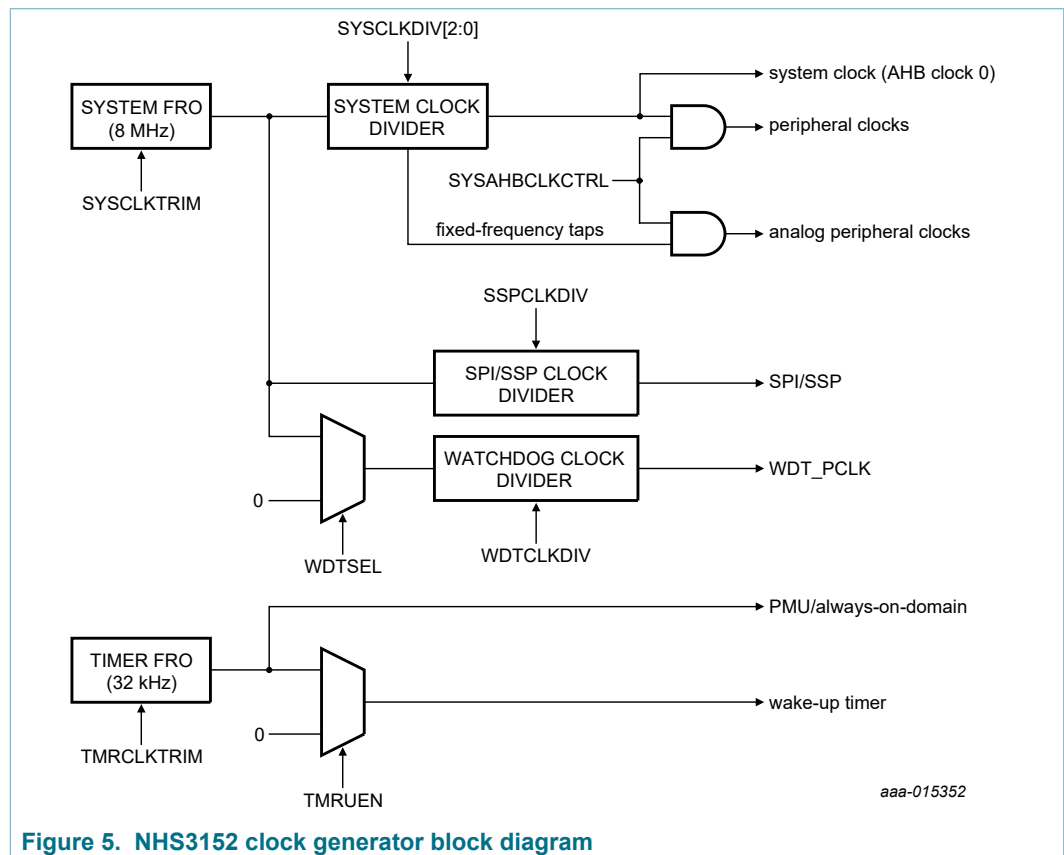 SYSCLKDIV[2:0]
SYSTEM FRO
(8 MHz)
SYSTEM CLOCK
DIVIDER
system clock (AHB clock 0)
peripheral clocks
SYSCLKTRIM
SYSAHBCLKCTRL
fixed-frequency taps
analog peripheral clocks
SSPCLKDIV
SPI/SSP CLOCK
DIVIDER
SPI/SSP
WATCHDOG CLOCK
DIVIDER
WDT_PCLK
0
WDTSEL
WDTCLKDIV
PMU/always-on-domain
TIMER FRO
(32 kHz)
wake-up timer
0
TMRCLKTRIM
TMRUEN
aaa-015352
Figure 5. NHS3152 clock generator block diagram